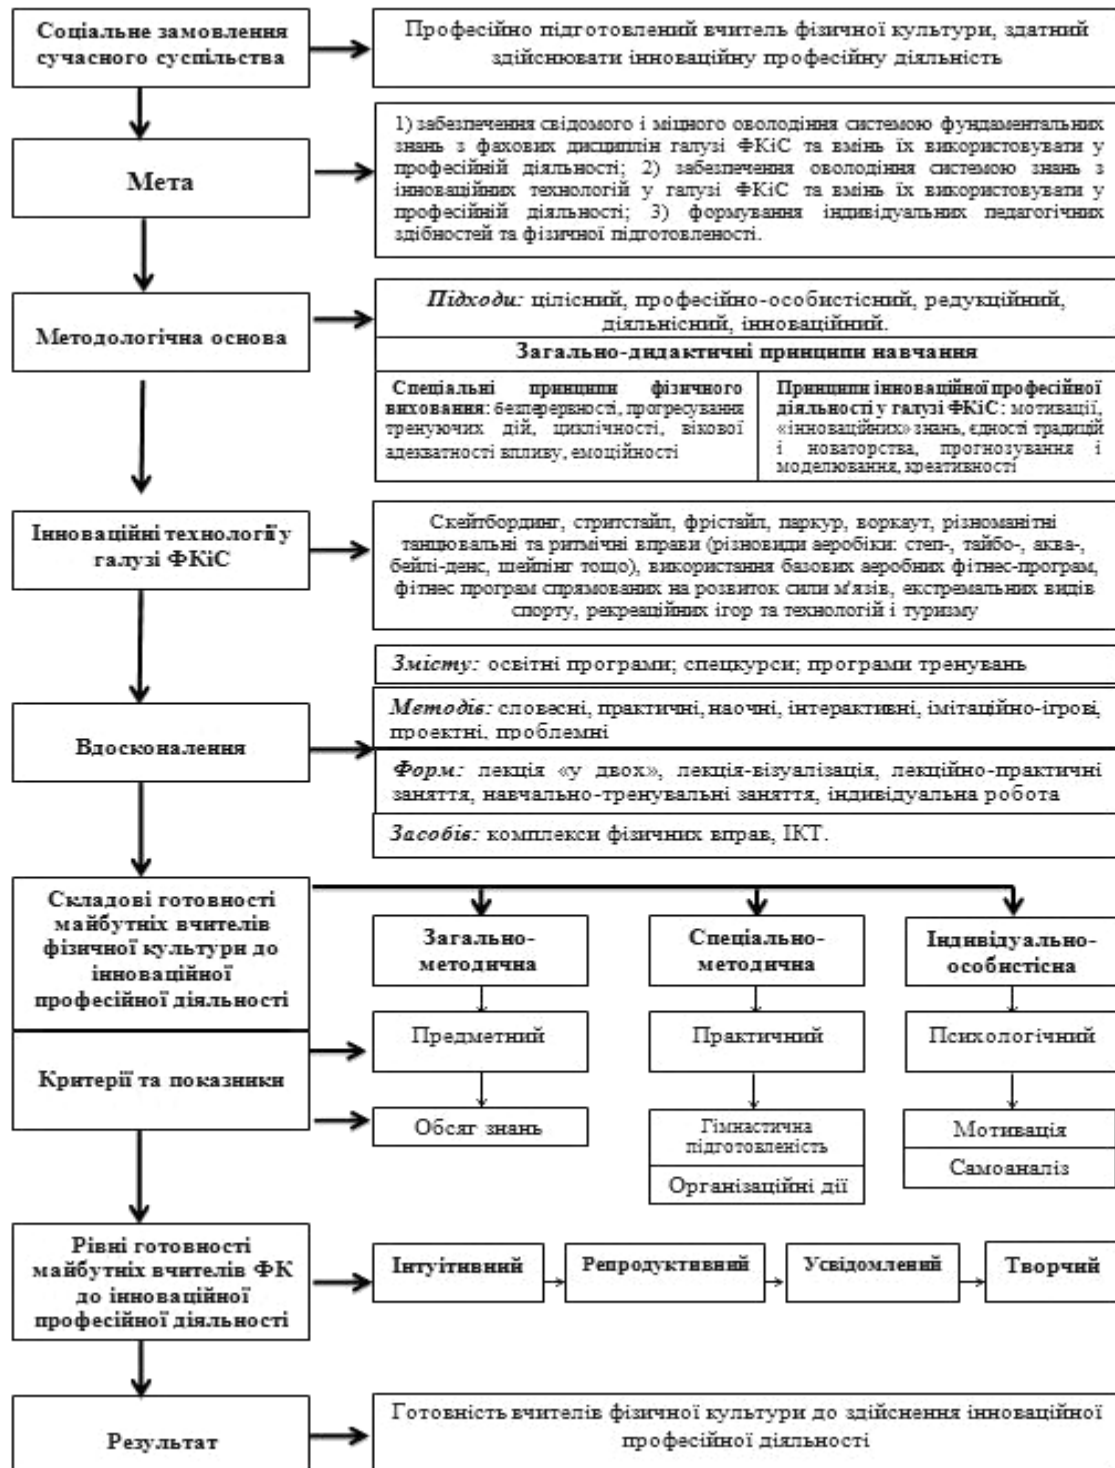 Соціальне замовлення
сучасного суспільства
Професійно підготовлений вчитель фізичної культури, здатний
здійснювати інноваційну професійну діяльність
Мета
1) забезпечення свідомого і міцного оволодіння системою фундаментальних
знань з фахових дисциплін галузі ФКіС та вмінь їх використовувати у
професійній діяльності; 2) забезпечення оволодіння системою знань з
інноваційних технологій у галузі ФКіС та вмінь їх використовувати у
професійній діяльності; 3) формування індивідуальних педагогічних
здібностей та фізичної підготовленості.
Методологічна основа
Підходи: цілісний, професійно-особистісний, редукційний,
діяльнісний, інноваційний.
Загально-дидактичні принципи навчання
Спеціальні принципи фізичного
виховання: безперервності, прогресування
тренуючих дій, циклічності, вікової
адекватності впливу, емоційності
Принципи інноваційної професійної
діяльності у галузі ФКіС: мотивації,
«інноваційних» знань, єдності традицій
і новаторства, прогнозування і
моделювання, креативності
Інноваційні технології у
галузі ФКіС
Скейтбординг, стритстайл, фрістайл, паркур, воркаут, різноманітні
танцювальні та ритмічні вправи (різновиди аеробіки: степ-, тайбо-, аква-,
бейлі-денс, шейпінг тощо), використання базових аеробних фітнес-програм,
фітнес програм спрямованих на розвиток сили м'язів, екстремальних видів
спорту, рекреаційних ігор та технологій і туризму
Вдосконалення
Змісту: освітні програми; спецкурси; програми тренувань
Методів: словесні, практичні, наочні, інтерактивні, імітаційно-ігрові,
проектні, проблемні
Форм: лекція «у двох», лекція-візуалізація, лекційно-практичні
заняття, навчально-тренувальні заняття, індивідуальна робота
Засобів: комплекси фізичних вправ, ІКТ.
Складові готовності
майбутніх вчителів
фізичної культури до
інноваційної
професійної діяльності
Загально-
методична
Спеціально-
методична
Індивідуально-
особистісна
Критерії та показники
Предметний
Практичний
Психологічний
Обсяг знань
Гімнастична
підготовленість
Організаційні дії
Мотивація
Самоаналіз
Рівні готовності
майбутніх вчителів ФК
до інноваційної
професійної діяльності
Інтуітивний
Репродуктивний
Усвідомлений
Творчий
Результат
Готовність вчителів фізичної культури до здійснення інноваційної
професійної діяльності